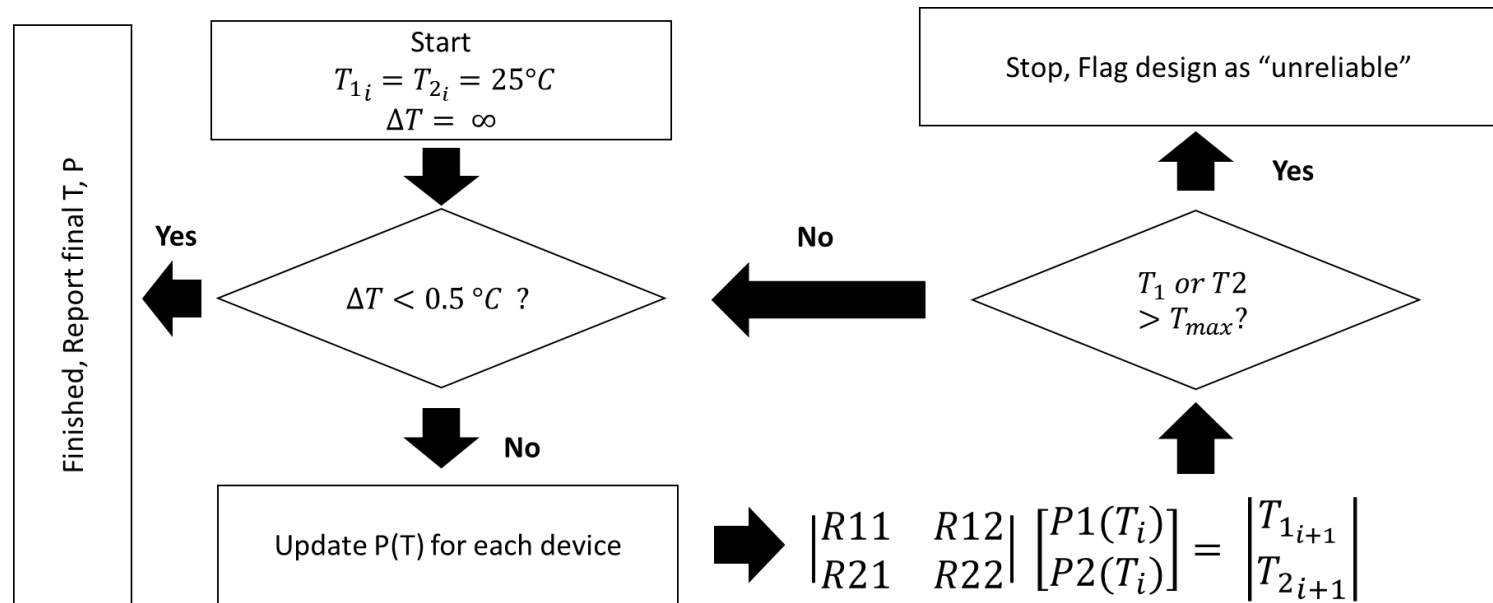 Finished, Report final T, P
Start
T₁ᵢ = T₂ᵢ = 25°C
ΔT = ∞
Yes
ΔT < 0.5 °C ?
No
Update P(T) for each device
|R11 R12| [P1(Tᵢ)] = |T₁ᵢ₊₁|
|R21 R22| [P2(Tᵢ)] |T₂ᵢ₊₁|
No
T₁ or T2
> Tₘₐₓ?
Yes
Stop, Flag design as “unreliable”